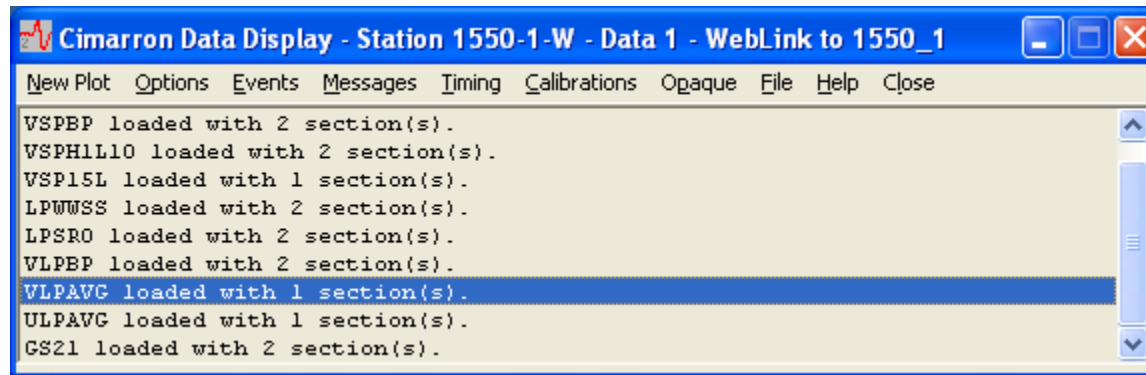 Cimarron Data Display - Station 1550-1-W - Data 1 - WebLink to 1550_1
New Plot Options Events Messages Timing Calibrations Opaque File Help Close
VSPBP loaded with 2 section(s).
VSPH1L10 loaded with 2 section(s).
VSP15L loaded with 1 section(s).
LPWWSS loaded with 2 section(s).
LPSRO loaded with 2 section(s).
VLPBP loaded with 2 section(s).
VLPAVG loaded with 1 section(s).
ULPAVG loaded with 1 section(s).
GS21 loaded with 2 section(s).